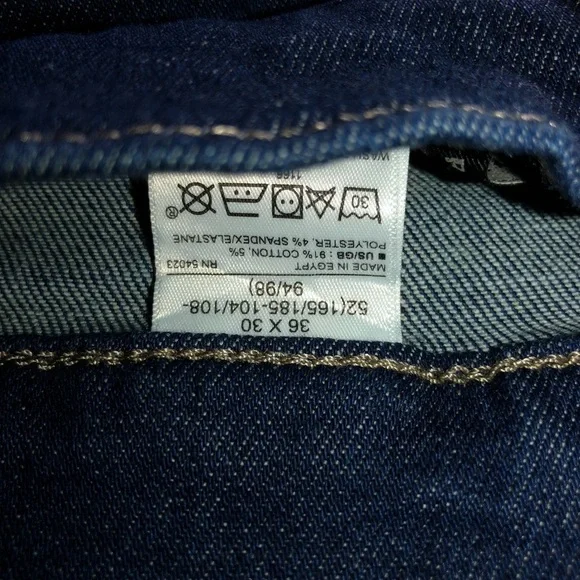 36 X 30
52(165/185-104/108-
94/98)
MADE IN EGYPT RN 54023
■ US/GB : 91% COTTON, 5%
POLYESTER, 4% SPANDEX/ELASTANE
30 ®
1166